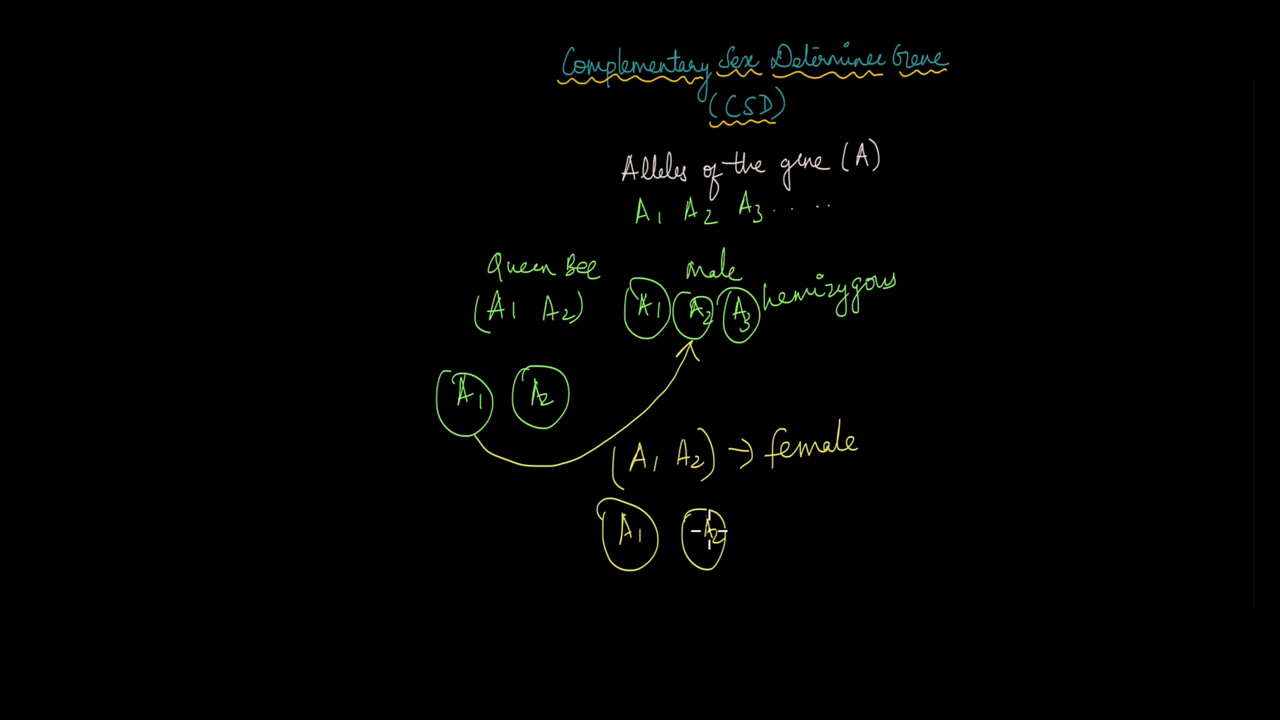 Complementary Sex Determinee Gene
(CSD)
Alleles of the gene (A)
A1 A2 A3 . . . . .
Queen Bee
(A1 A2)
male
A1 A2 A3 hemizygous
A1 A2
(A1 A2) → female
A1 A2